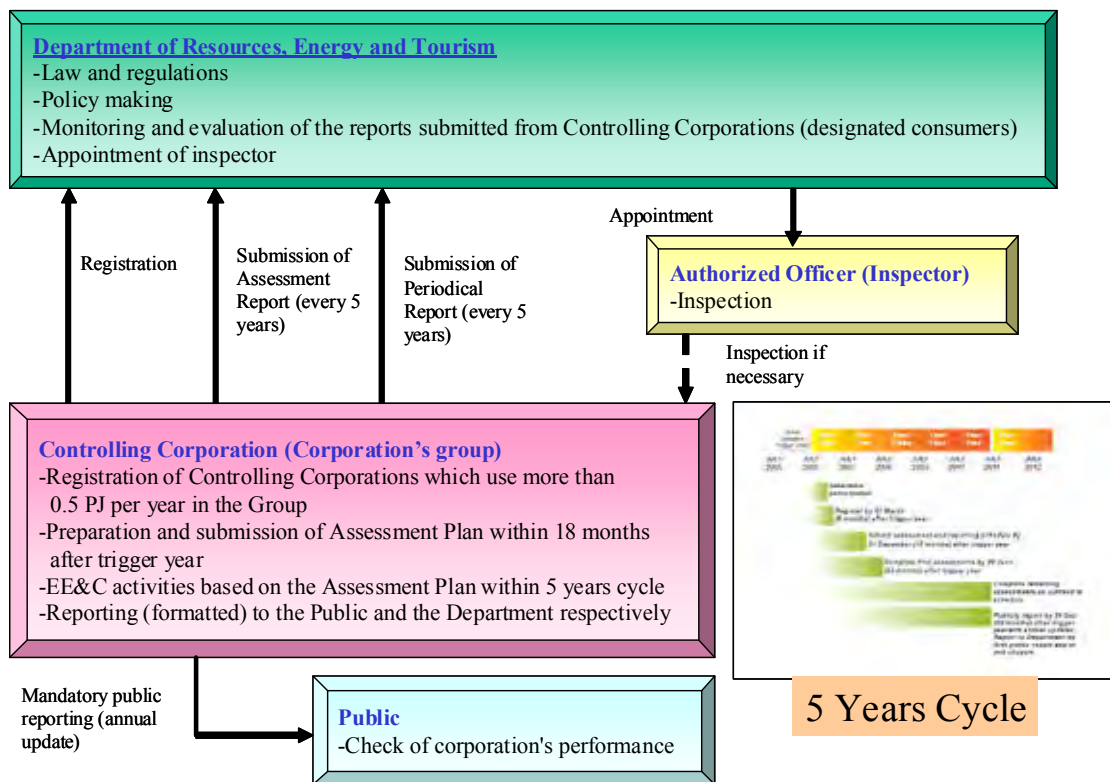 Department of Resources, Energy and Tourism
-Law and regulations
-Policy making
-Monitoring and evaluation of the reports submitted from Controlling Corporations (designated consumers)
-Appointment of inspector
Registration
Submission of
Assessment
Report (every 5
years)
Submission of
Periodical
Report (every 5
years)
Appointment
Authorized Officer (Inspector)
-Inspection
Inspection if
necessary
Controlling Corporation (Corporation's group)
-Registration of Controlling Corporations which use more than
0.5 PJ per year in the Group
-Preparation and submission of Assessment Plan within 18 months
after trigger year
-EE&C activities based on the Assessment Plan within 5 years cycle
-Reporting (formatted) to the Public and the Department respectively
5 Years Cycle
Mandatory public
reporting (annual
update)
Public
-Check of corporation's performance